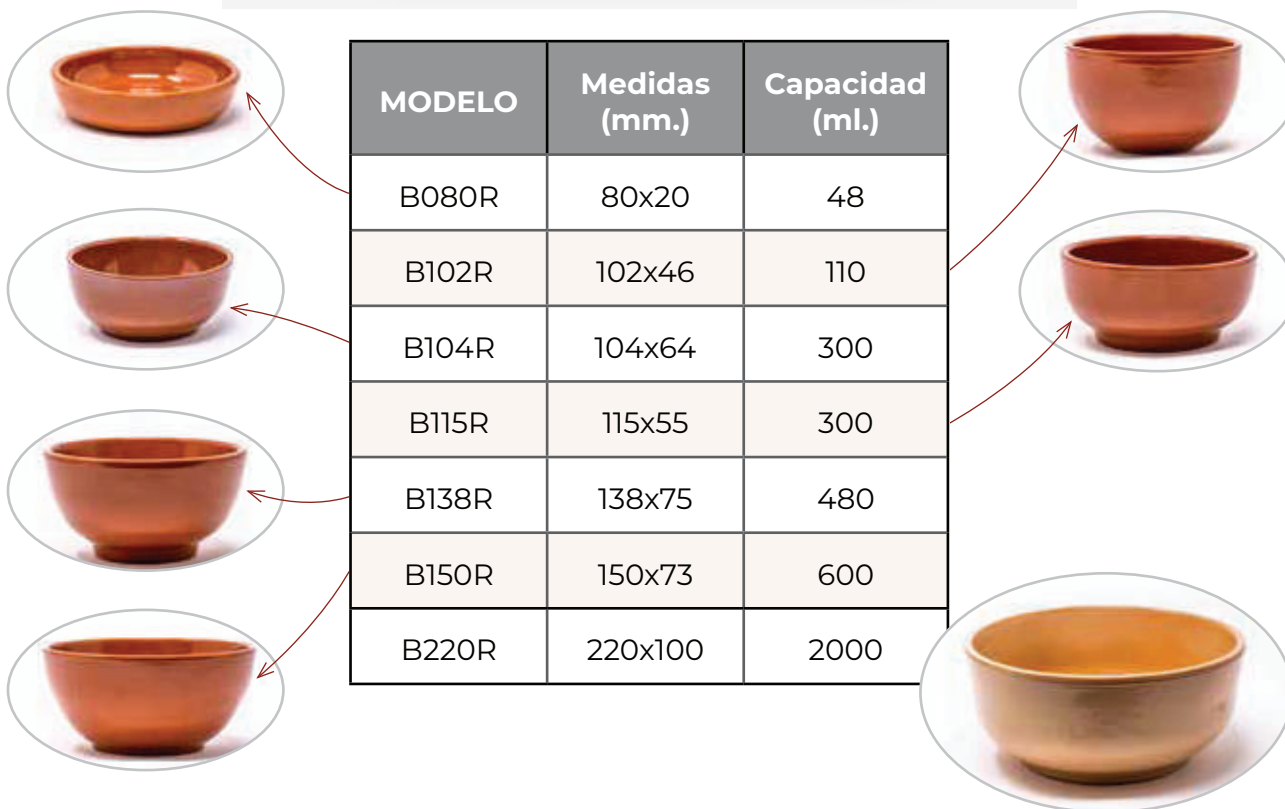 MODELO Medidas (mm.) Capacidad (ml.)
B080R 80x20 48
B102R 102x46 110
B104R 104x64 300
B115R 115x55 300
B138R 138x75 480
B150R 150x73 600
B220R 220x100 2000